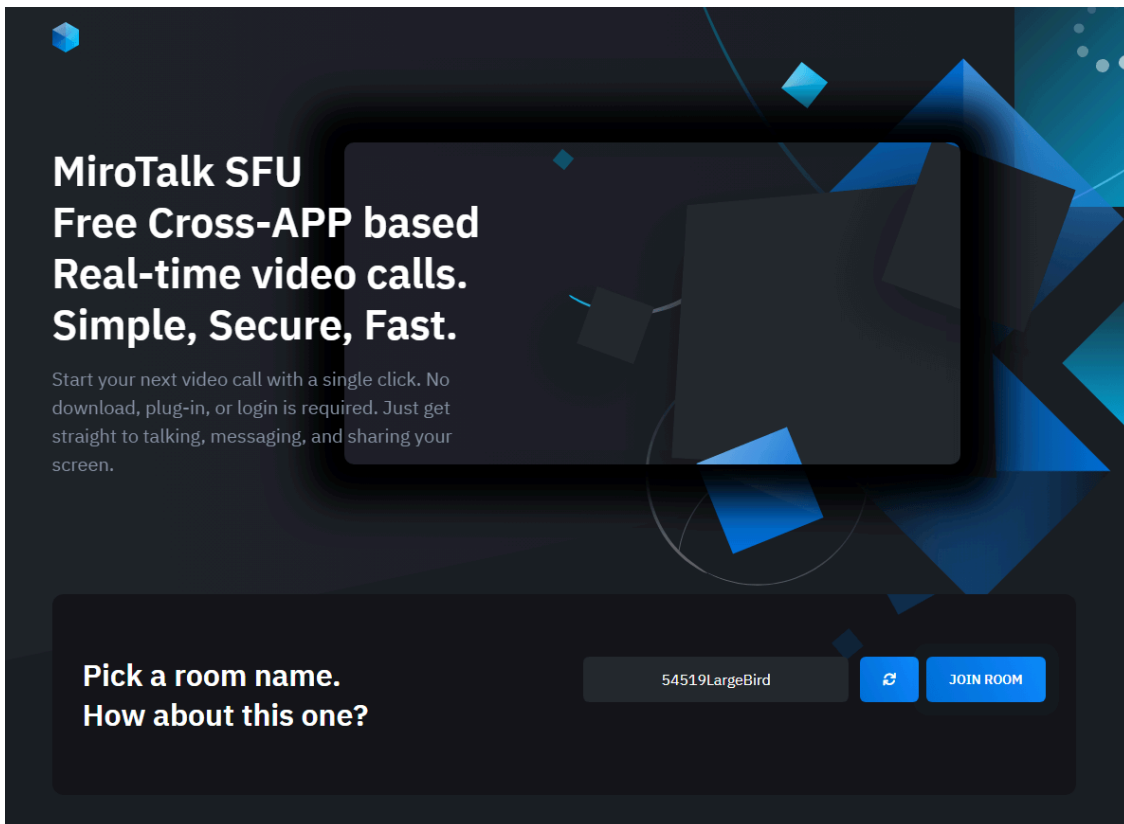 MiroTalk SFU
Free Cross-APP based
Real-time video calls.
Simple, Secure, Fast.
Start your next video call with a single click. No
download, plug-in, or login is required. Just get
straight to talking, messaging, and sharing your
screen.
Pick a room name.
How about this one?
54519LargeBird
JOIN ROOM